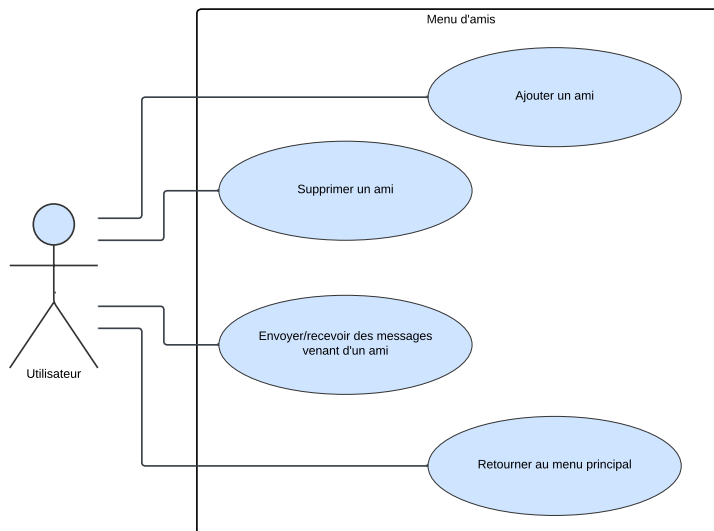 Menu d'amis
Ajouter un ami
Supprimer un ami
Envoyer/recevoir des messages
venant d'un ami
Utilisateur
Retourner au menu principal